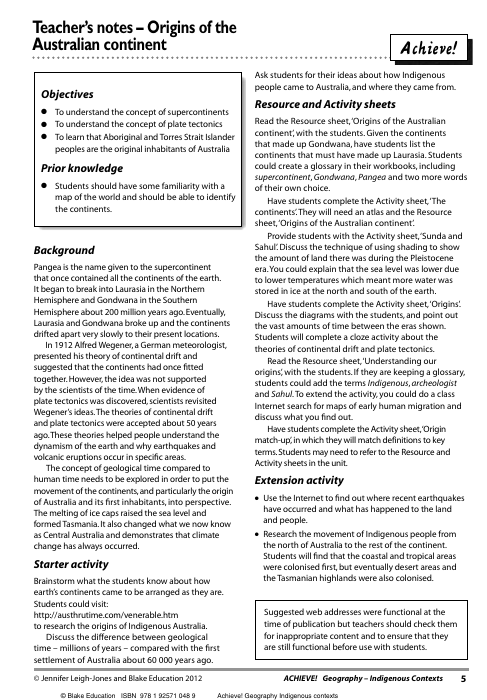 Teacher's notes – Origins of the
Australian continent
Achieve!
Objectives
● To understand the concept of supercontinents
● To understand the concept of plate tectonics
● To learn that Aboriginal and Torres Strait Islander
peoples are the original inhabitants of Australia
Prior knowledge
● Students should have some familiarity with a
map of the world and should be able to identify
the continents.
Background
Pangea is the name given to the supercontinent
that once contained all the continents of the earth.
It began to break into Laurasia in the Northern
Hemisphere and Gondwana in the Southern
Hemisphere about 200 million years ago. Eventually,
Laurasia and Gondwana broke up and the continents
drifted apart very slowly to their present locations.
In 1912 Alfred Wegener, a German meteorologist,
presented his theory of continental drift and
suggested that the continents had once fitted
together. However, the idea was not supported
by the scientists of the time. When evidence of
plate tectonics was discovered, scientists revisited
Wegener's ideas. The theories of continental drift
and plate tectonics were accepted about 50 years
ago. These theories helped people understand the
dynamism of the earth and why earthquakes and
volcanic eruptions occur in specific areas.
The concept of geological time compared to
human time needs to be explored in order to put the
movement of the continents, and particularly the origin
of Australia and its first inhabitants, into perspective.
The melting of ice caps raised the sea level and
formed Tasmania. It also changed what we now know
as Central Australia and demonstrates that climate
change has always occurred.
Starter activity
Brainstorm what the students know about how
earth's continents came to be arranged as they are.
Students could visit:
http://austhrutime.com/venerable.htm
to research the origins of Indigenous Australia.
Discuss the difference between geological
time – millions of years – compared with the first
settlement of Australia about 60 000 years ago.
Ask students for their ideas about how Indigenous
people came to Australia, and where they came from.
Resource and Activity sheets
Read the Resource sheet, 'Origins of the Australian
continent', with the students. Given the continents
that made up Gondwana, have students list the
continents that must have made up Laurasia. Students
could create a glossary in their workbooks, including
supercontinent, Gondwana, Pangea and two more words
of their own choice.
Have students complete the Activity sheet, 'The
continents'. They will need an atlas and the Resource
sheet, 'Origins of the Australian continent'.
Provide students with the Activity sheet, 'Sunda and
Sahul'. Discuss the technique of using shading to show
the amount of land there was during the Pleistocene
era. You could explain that the sea level was lower due
to lower temperatures which meant more water was
stored in ice at the north and south of the earth.
Have students complete the Activity sheet, 'Origins'.
Discuss the diagrams with the students, and point out
the vast amounts of time between the eras shown.
Students will complete a cloze activity about the
theories of continental drift and plate tectonics.
Read the Resource sheet, 'Understanding our
origins', with the students. If they are keeping a glossary,
students could add the terms Indigenous, archeologist
and Sahul. To extend the activity, you could do a class
Internet search for maps of early human migration and
discuss what you find out.
Have students complete the Activity sheet, 'Origin
match-up', in which they will match definitions to key
terms. Students may need to refer to the Resource and
Activity sheets in the unit.
Extension activity
● Use the Internet to find out where recent earthquakes
have occurred and what has happened to the land
and people.
● Research the movement of Indigenous people from
the north of Australia to the rest of the continent.
Students will find that the coastal and tropical areas
were colonised first, but eventually desert areas and
the Tasmanian highlands were also colonised.
Suggested web addresses were functional at the
time of publication but teachers should check them
for inappropriate content and to ensure that they
are still functional before use with students.
© Jennifer Leigh-Jones and Blake Education 2012
ACHIEVE! Geography – Indigenous Contexts 5
© Blake Education ISBN 978 1 92571 048 9 Achieve! Geography Indigenous contexts